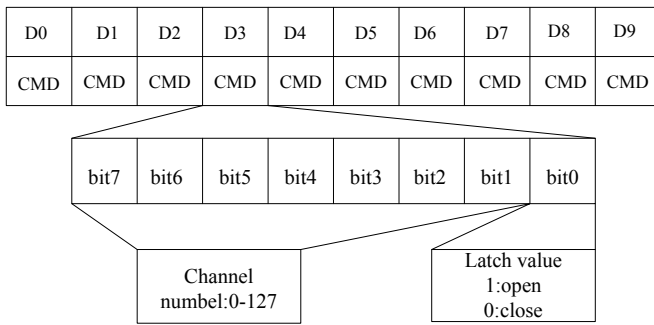 D0 D1 D2 D3 D4 D5 D6 D7 D8 D9
CMD CMD CMD CMD CMD CMD CMD CMD CMD CMD
bit7 bit6 bit5 bit4 bit3 bit2 bit1 bit0
Channel
numbel:0-127
Latch value
1:open
0:close